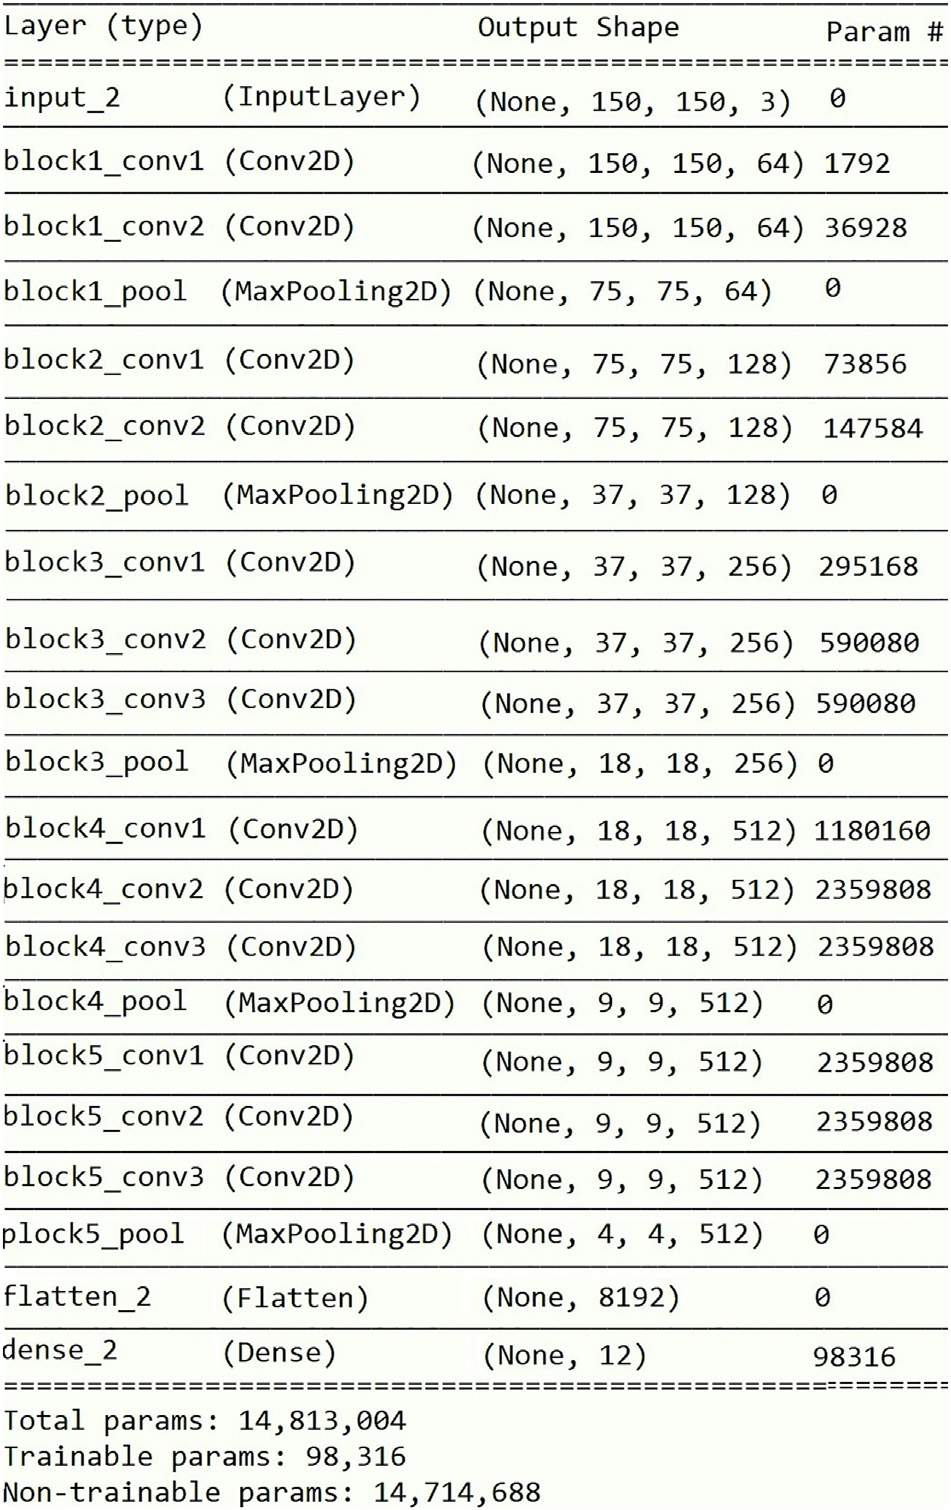 Layer (type) Output Shape Param #
input_2 (InputLayer) (None, 150, 150, 3) 0
block1_conv1 (Conv2D) (None, 150, 150, 64) 1792
block1_conv2 (Conv2D) (None, 150, 150, 64) 36928
block1_pool (MaxPooling2D) (None, 75, 75, 64) 0
block2_conv1 (Conv2D) (None, 75, 75, 128) 73856
block2_conv2 (Conv2D) (None, 75, 75, 128) 147584
block2_pool (MaxPooling2D) (None, 37, 37, 128) 0
block3_conv1 (Conv2D) (None, 37, 37, 256) 295168
block3_conv2 (Conv2D) (None, 37, 37, 256) 590080
block3_conv3 (Conv2D) (None, 37, 37, 256) 590080
block3_pool (MaxPooling2D) (None, 18, 18, 256) 0
block4_conv1 (Conv2D) (None, 18, 18, 512) 1180160
block4_conv2 (Conv2D) (None, 18, 18, 512) 2359808
block4_conv3 (Conv2D) (None, 18, 18, 512) 2359808
block4_pool (MaxPooling2D) (None, 9, 9, 512) 0
block5_conv1 (Conv2D) (None, 9, 9, 512) 2359808
block5_conv2 (Conv2D) (None, 9, 9, 512) 2359808
block5_conv3 (Conv2D) (None, 9, 9, 512) 2359808
plock5_pool (MaxPooling2D) (None, 4, 4, 512) 0
flatten_2 (Flatten) (None, 8192) 0
dense_2 (Dense) (None, 12) 98316
Total params: 14,813,004
Trainable params: 98,316
Non-trainable params: 14,714,688